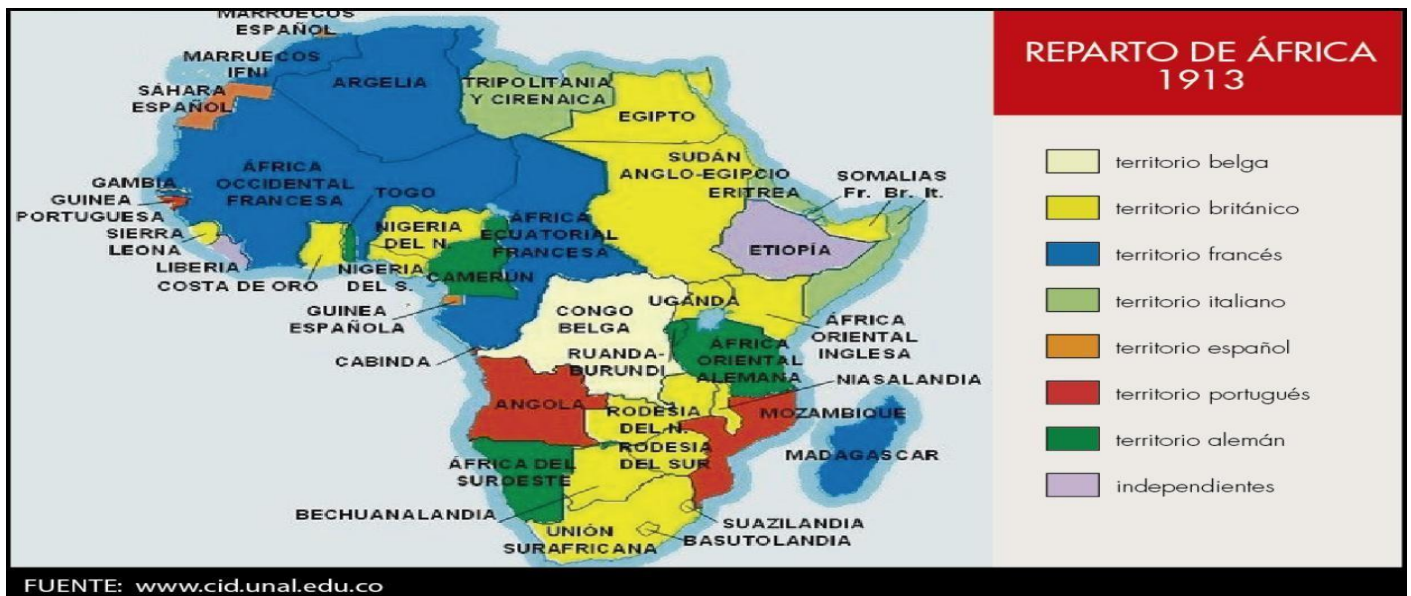 MARRUECOS
ESPAÑOL
MARRUECOS
IFNI
SÁHARA
ESPAÑOL
ARGELIA
TRIPOLITANIA
Y CIRENAICA
EGIPTO
ÁFRICA
OCCIDENTAL
FRANCESA
GAMBIA
GUINEA
PORTUGUESA
SIERRA
LEONA
LIBERIA
COSTA DE ORO
TOGO
NIGERIA
DEL N.
NIGERIA
DEL S.
ÁFRICA
ECUATORIAL
FRANCESA
CAMERÚN
SUDÁN
ANGLO-EGIPCIO
ERITREA
SOMALIAS
Fr. Br. It.
ETIOPÍA
GUINEA
ESPAÑOLA
CABINDA
CONGO
BELGA
UGANDA
RUANDA-
BURUNDI
ÁFRICA
ORIENTAL
INGLESA
ÁFRICA
ORIENTAL
ALEMANA
NIASALANDIA
ANGOLA
RODESIA
DEL N.
MOZAMBIQUE
RODESIA
DEL SUR
MADAGASCAR
ÁFRICA DEL
SUROESTE
BECHUANALANDIA
UNIÓN
SURAFRICANA
SUAZILANDIA
BASUTOLANDIA
REPARTO DE ÁFRICA
1913
territorio belga
territorio británico
territorio francés
territorio italiano
territorio español
territorio portugués
territorio alemán
independientes
FUENTE: www.cid.unal.edu.co